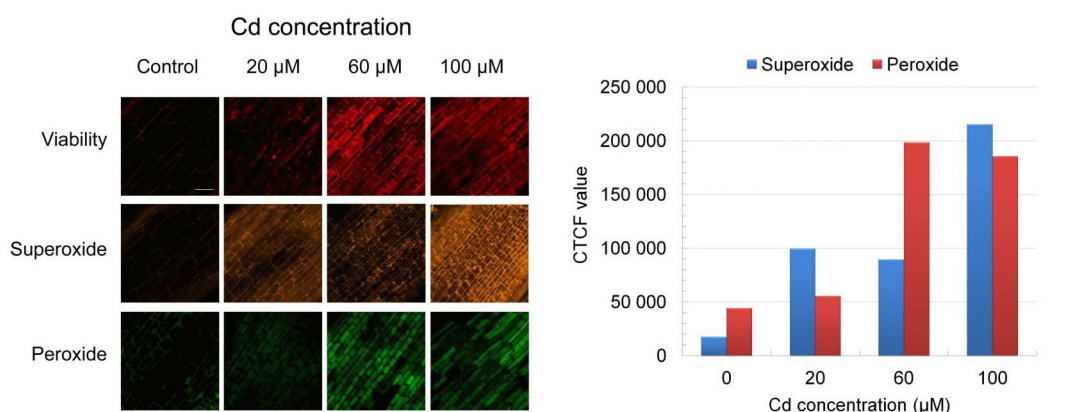 Cd concentration
Control 20 µM 60 µM 100 µM
Viability
Superoxide
Peroxide
Superoxide Peroxide
250 000
200 000
150 000
100 000
50 000
0
CTCF value
0 20 60 100
Cd concentration (µM)